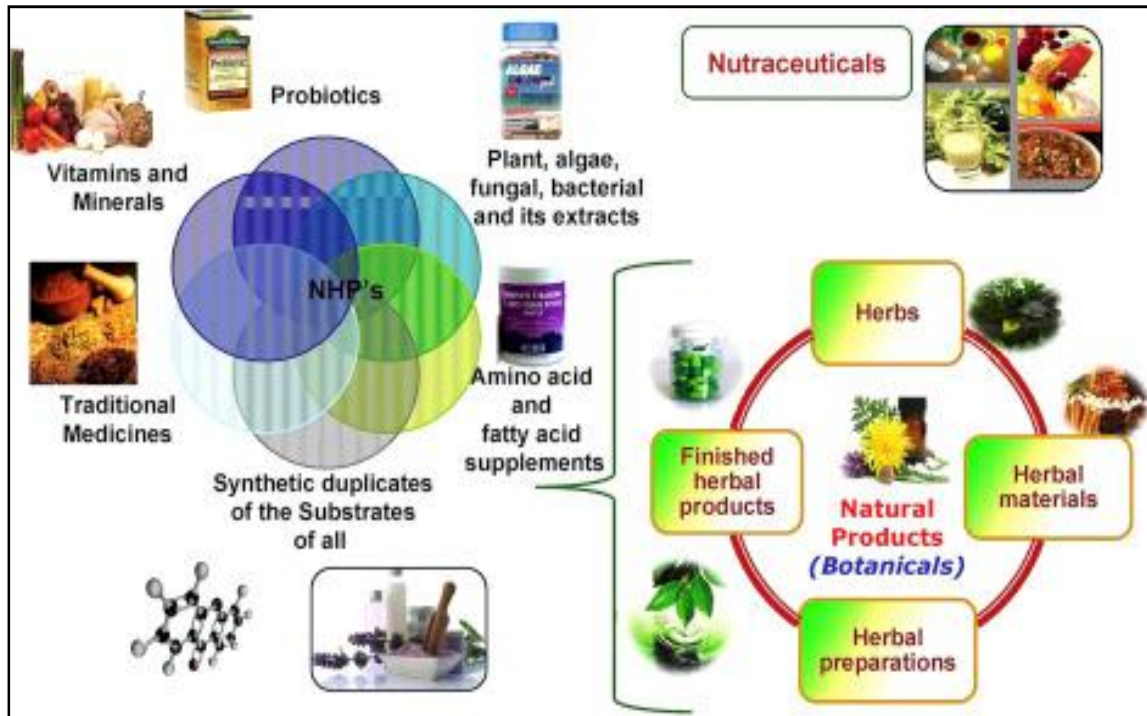 Probiotics
Vitamins and
Minerals
Plant, algae,
fungal, bacterial
and its extracts
NHP's
Traditional
Medicines
Amino acid
and
fatty acid
supplements
Synthetic duplicates
of the Substrates
of all
Nutraceuticals
Herbs
Finished
herbal
products
Herbal
materials
Natural
Products
(Botanicals)
Herbal
preparations
PROBIOTIC
ALGAE